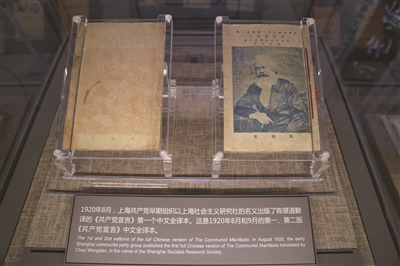 1920年8月，上海共产党早期组织以上海社会主义研究社的名义出版了陈望道翻
译的《共产党宣言》第一个中文全译本。这是1920年8月和9月的第一、第二版
《共产党宣言》中文全译本。
The 1st and 2nd editions of the full Chinese version of The Communist Manifesto. In August 1920, the early
Shanghai communist party group published the first full Chinese version of The Communist Manifesto translated by
Chen Wangdao, in the name of the Shanghai Socialist Research Society.